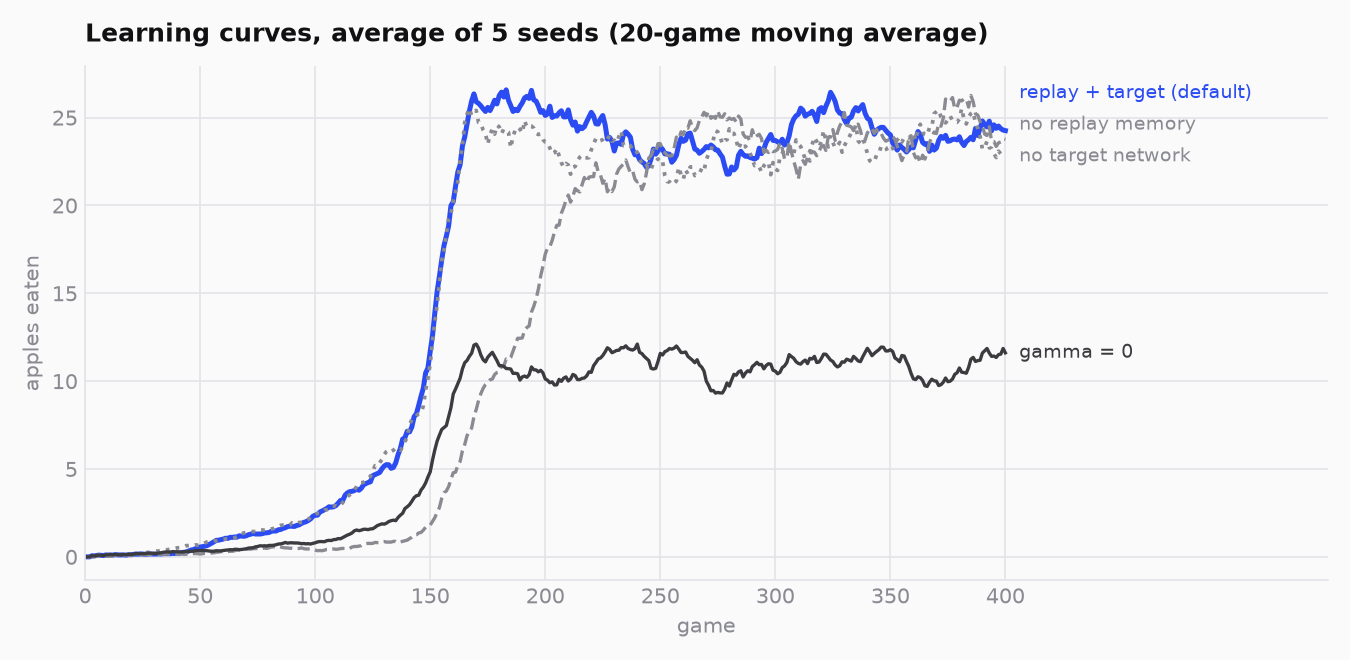 Learning curves, average of 5 seeds (20-game moving average)
25
20
15
10
5
0
apples eaten
replay + target (default)
no replay memory
no target network
gamma = 0
0 50 100 150 200 250 300 350 400
game